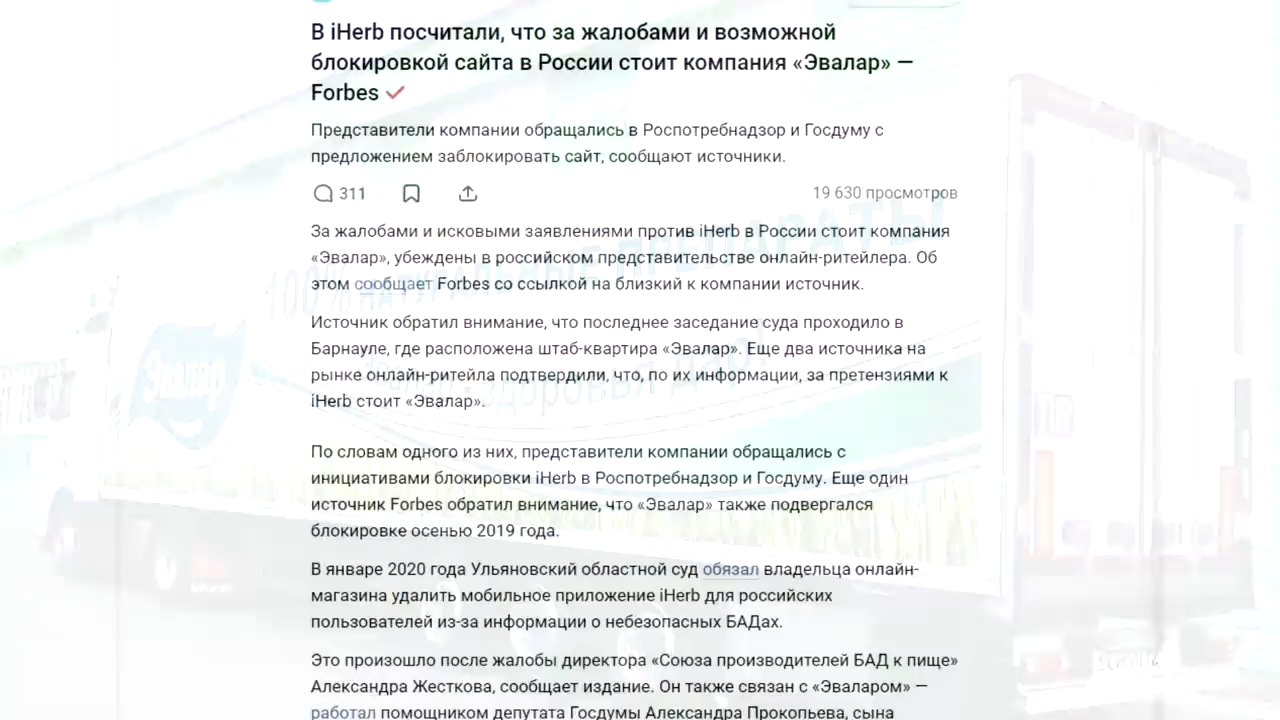 В iHerb посчитали, что за жалобами и возможной
блокировкой сайта в России стоит компания «Эвалар» —
Forbes
Представители компании обращались в Роспотребнадзор и Госдуму с
предложением заблокировать сайт, сообщают источники.
311
19 630 просмотров
За жалобами и исковыми заявлениями против iHerb в России стоит компания
«Эвалар», убеждены в российском представительстве онлайн-ритейлера. Об
этом сообщает Forbes со ссылкой на близкий к компании источник.
Источник обратил внимание, что последнее заседание суда проходило в
Барнауле, где расположена штаб-квартира «Эвалар». Еще два источника на
рынке онлайн-ритейла подтвердили, что, по их информации, за претензиями к
iHerb стоит «Эвалар».
По словам одного из них, представители компании обращались с
инициативами блокировки iHerb в Роспотребнадзор и Госдуму. Еще один
источник Forbes обратил внимание, что «Эвалар» также подвергался
блокировке осенью 2019 года.
В январе 2020 года Ульяновский областной суд обязал владельца онлайн-
магазина удалить мобильное приложение iHerb для российских
пользователей из-за информации о небезопасных БАДах.
Это произошло после жалобы директора «Союза производителей БАД к пище»
Александра Жесткова, сообщает издание. Он также связан с «Эваларом» —
работал помощником депутата Госдумы Александра Прокопьева, сына
100% НАТУРАЛЬНЫЕ ПРЕПАРАТЫ
Эвалар
здоровья дар!